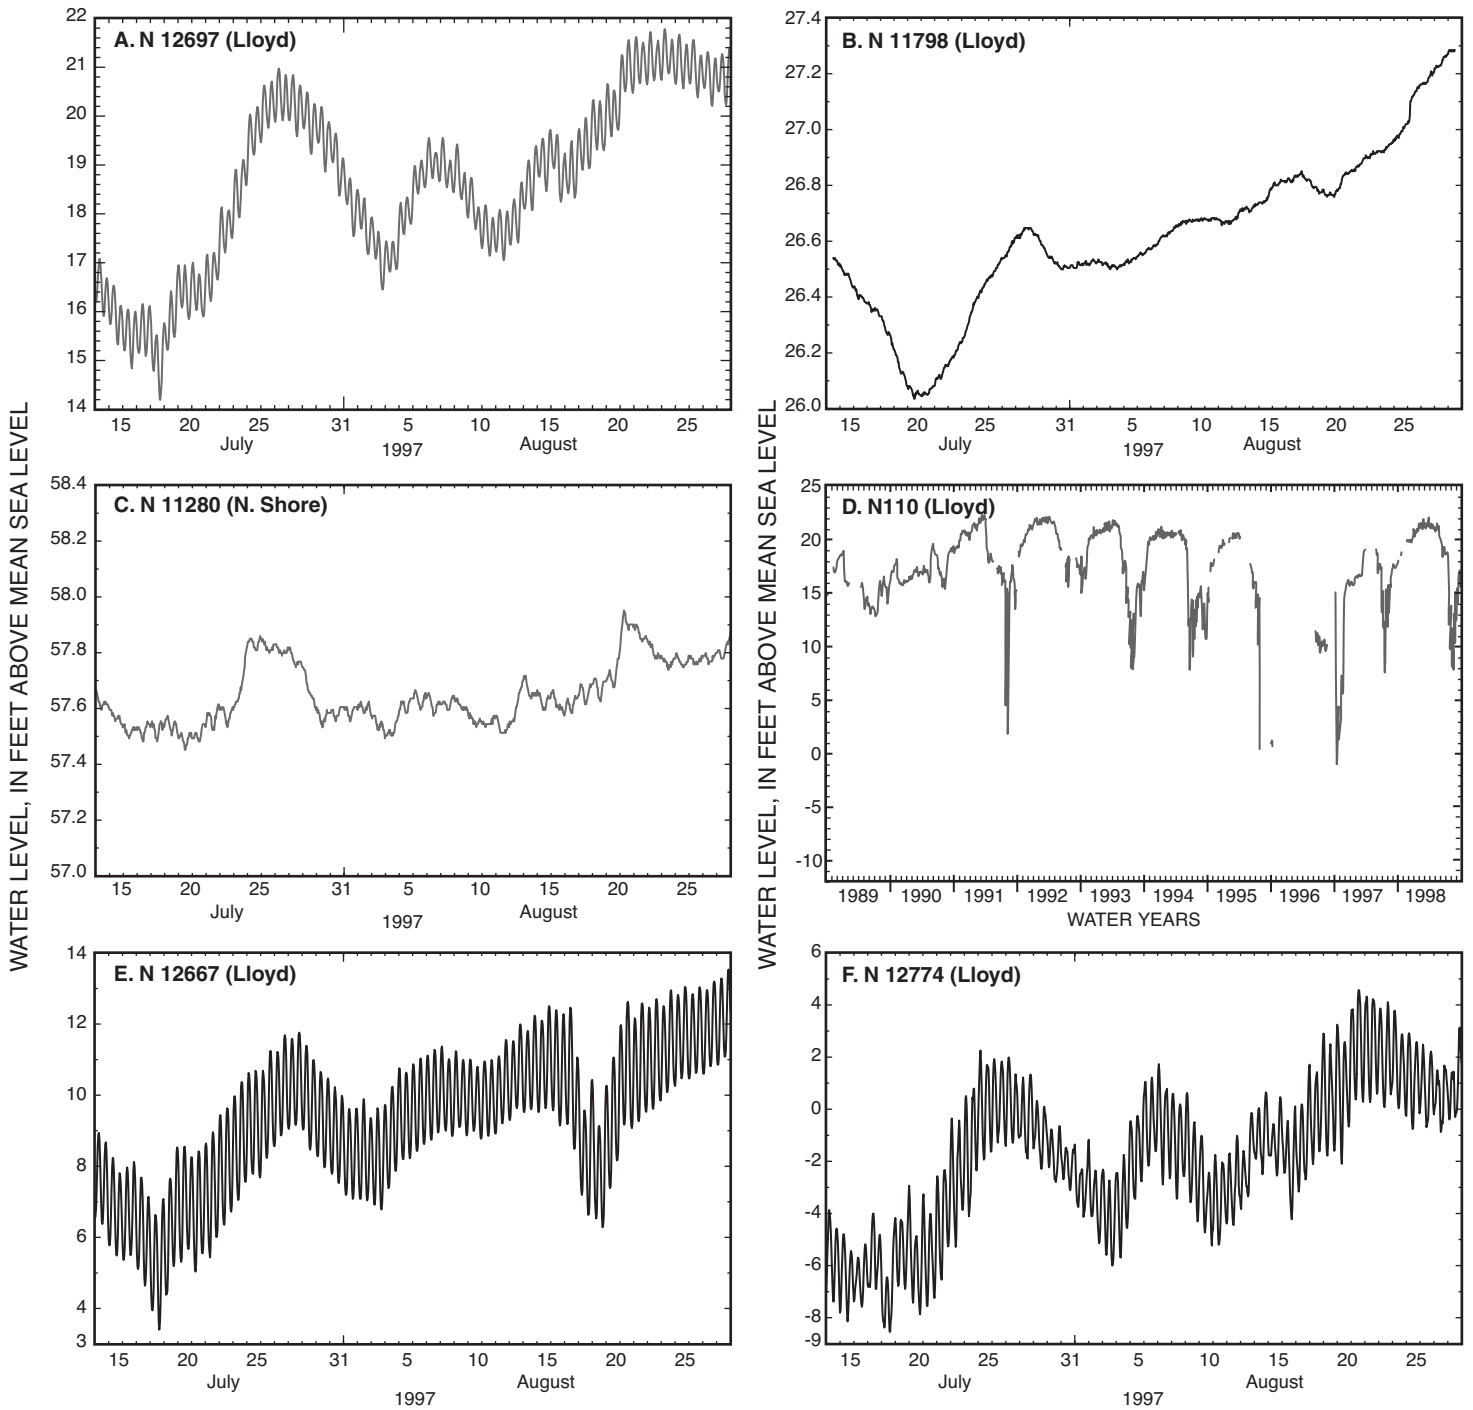 WATER LEVEL, IN FEET ABOVE MEAN SEA LEVEL
A. N 12697 (Lloyd)
22
21
20
19
18
17
16
15
14
15 20 25 31 5 10 15 20 25
July August
1997
WATER LEVEL, IN FEET ABOVE MEAN SEA LEVEL
B. N 11798 (Lloyd)
27.4
27.2
27.0
26.8
26.6
26.4
26.2
26.0
15 20 25 31 5 10 15 20 25
July August
1997
C. N 11280 (N. Shore)
58.4
58.2
58.0
57.8
57.6
57.4
57.2
57.0
15 20 25 31 5 10 15 20 25
July August
1997
D. N110 (Lloyd)
25
20
15
10
5
0
-5
-10
1989 1990 1991 1992 1993 1994 1995 1996 1997 1998
WATER YEARS
E. N 12667 (Lloyd)
14
12
10
8
6
4
3
15 20 25 31 5 10 15 20 25
July August
1997
F. N 12774 (Lloyd)
6
4
2
0
-2
-4
-6
-8
-9
15 20 25 31 5 10 15 20 25
July August
1997